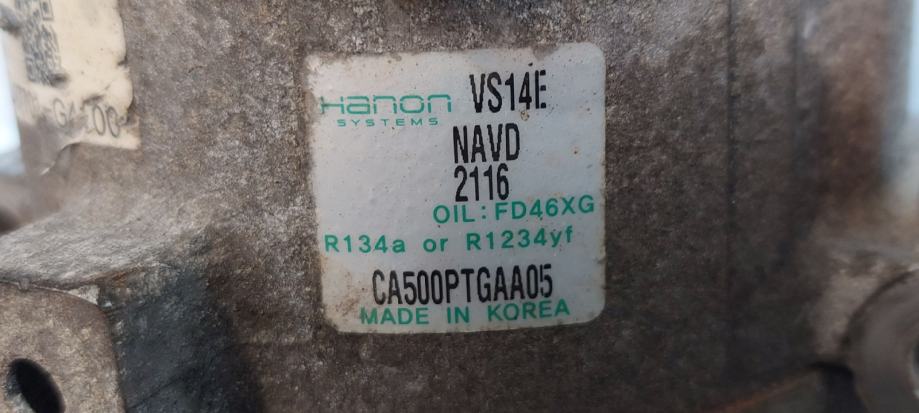 Hanon SYSTEMS VS14E
NAVD
2116
OIL: FD46XG
R134a or R1234yf
CA500PTGAA05
MADE IN KOREA